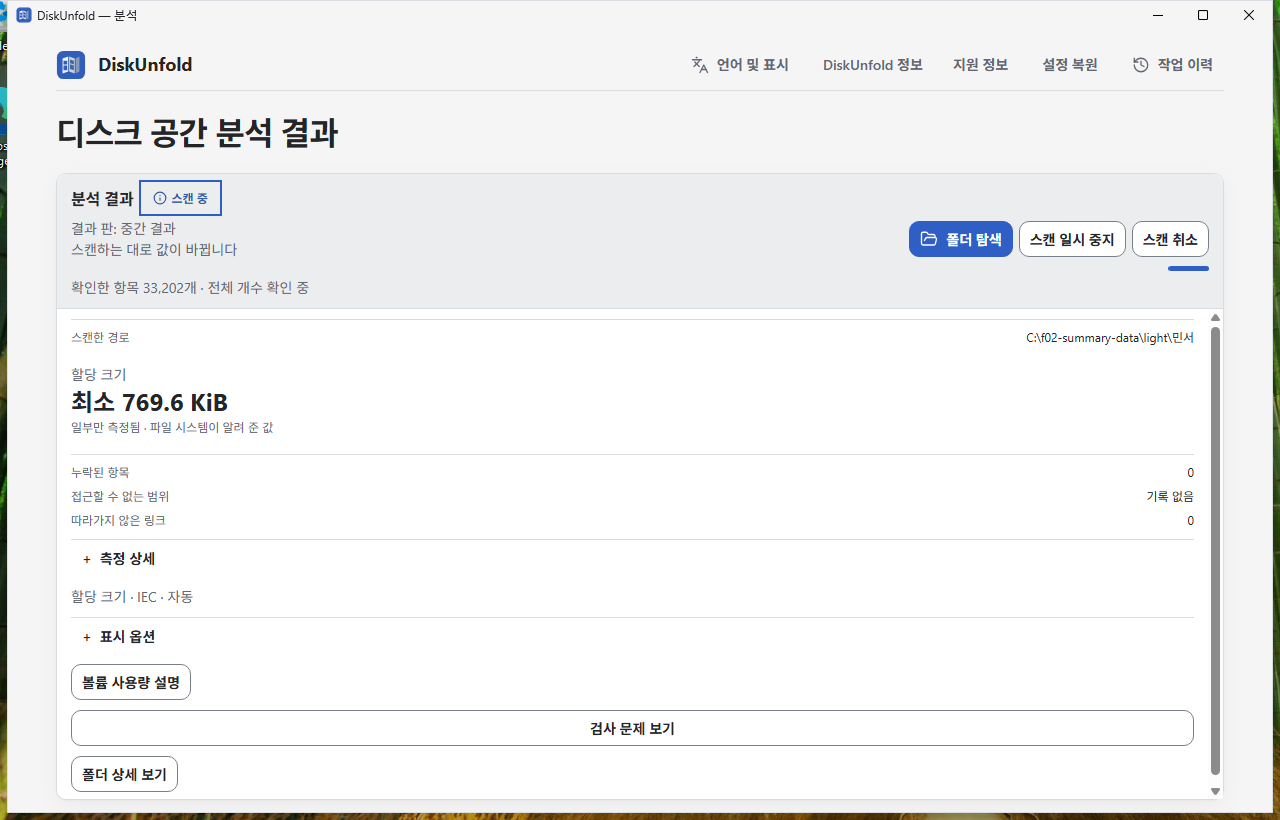 DiskUnfold — 분석
DiskUnfold
언어 및 표시
DiskUnfold 정보
지원 정보
설정 복원
작업 이력
디스크 공간 분석 결과
분석 결과
스캔 중
결과 판: 중간 결과
스캔하는 대로 값이 바뀝니다
확인한 항목 33,202개 · 전체 개수 확인 중
폴더 탐색
스캔 일시 중지
스캔 취소
스캔한 경로 C:\f02-summary-data\light\민서
할당 크기
최소 769.6 KiB
일부만 측정됨 · 파일 시스템이 알려 준 값
누락된 항목 0
접근할 수 없는 범위 기록 없음
따라가지 않은 링크 0
+ 측정 상세
할당 크기 · IEC · 자동
+ 표시 옵션
볼륨 사용량 설명
검사 문제 보기
폴더 상세 보기